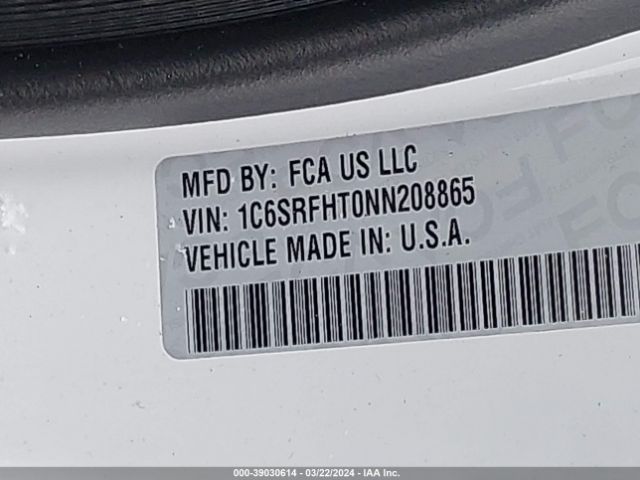 MFD BY: FCA US LLC
VIN: 1C6SRFHT0NN208865
VEHICLE MADE IN: U.S.A.
000-39030614 - 03/22/2024 - IAA Inc.